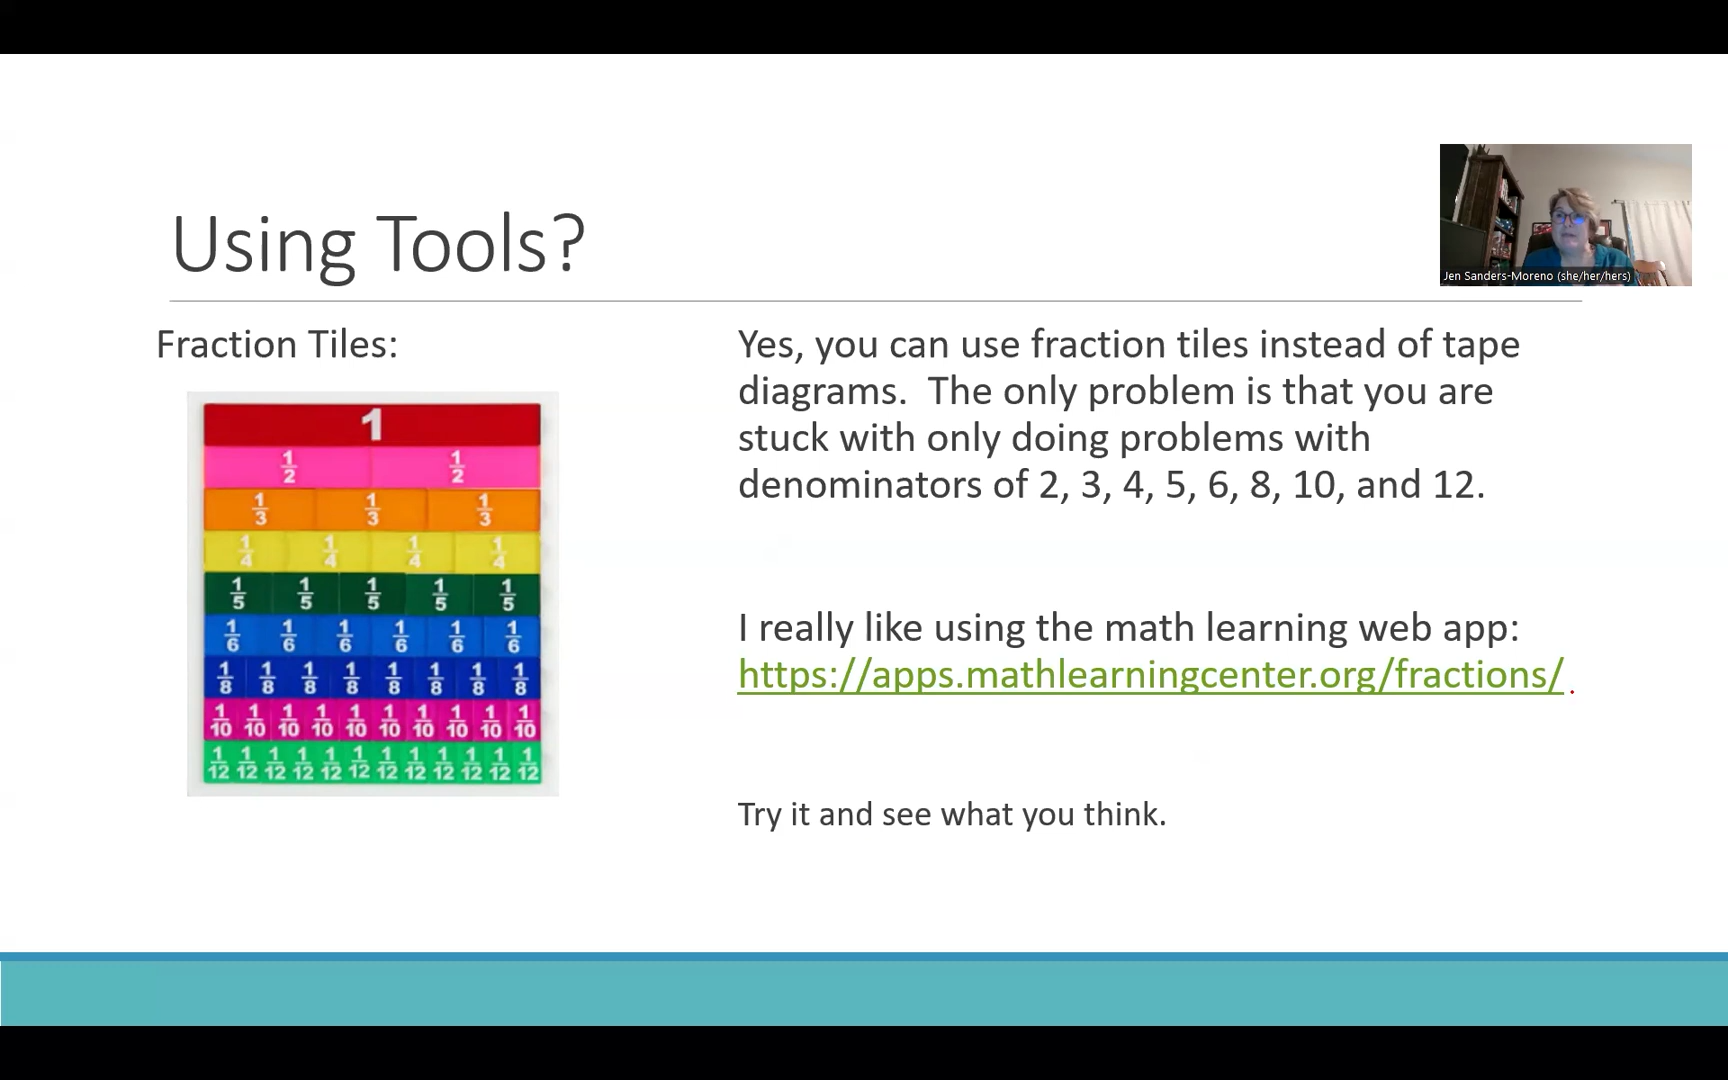 Using Tools?
Jen Sanders-Moreno (she/her/hers)
Fraction Tiles:
1
1/2 1/2
1/3 1/3 1/3
1/4 1/4 1/4 1/4
1/5 1/5 1/5 1/5 1/5
1/6 1/6 1/6 1/6 1/6 1/6
1/8 1/8 1/8 1/8 1/8 1/8 1/8 1/8
1/10 1/10 1/10 1/10 1/10 1/10 1/10 1/10 1/10 1/10
1/12 1/12 1/12 1/12 1/12 1/12 1/12 1/12 1/12 1/12 1/12 1/12
Yes, you can use fraction tiles instead of tape
diagrams. The only problem is that you are
stuck with only doing problems with
denominators of 2, 3, 4, 5, 6, 8, 10, and 12.
I really like using the math learning web app:
https://apps.mathlearningcenter.org/fractions/.
Try it and see what you think.